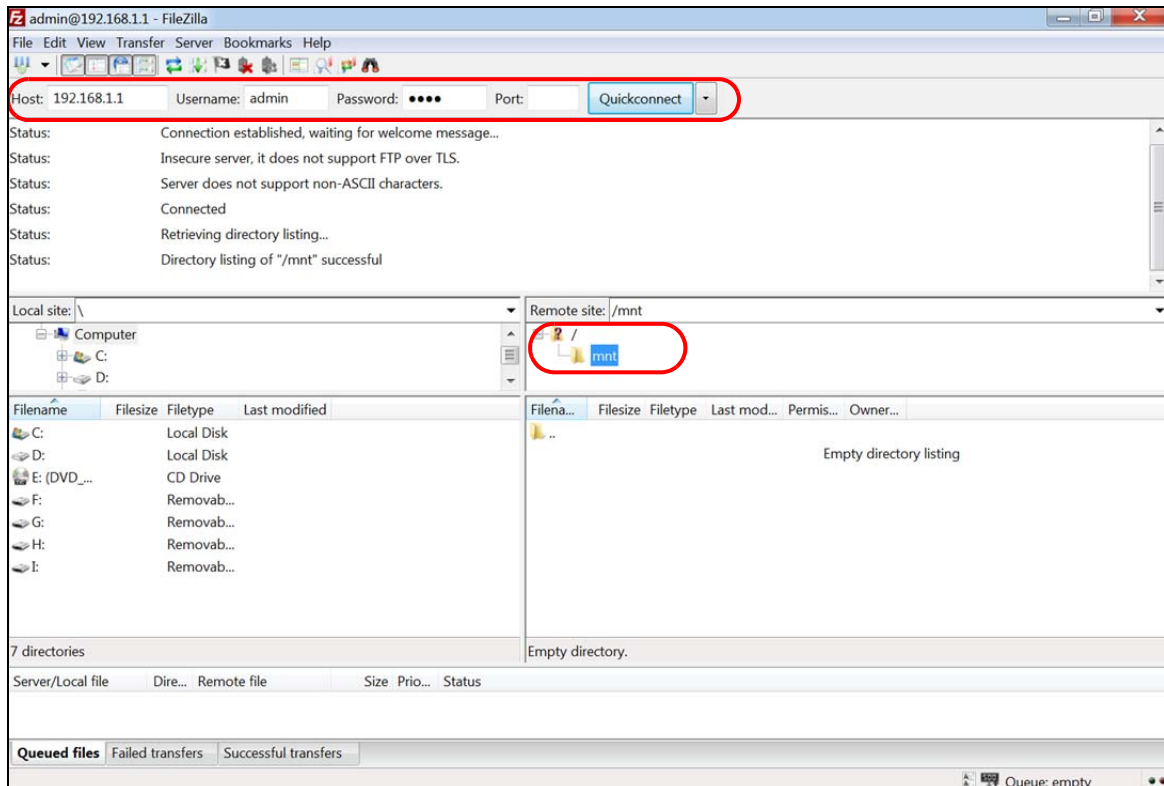 admin@192.168.1.1 - FileZilla
File Edit View Transfer Server Bookmarks Help
Host: 192.168.1.1 Username: admin Password: •••• Port: Quickconnect
Status: Connection established, waiting for welcome message...
Status: Insecure server, it does not support FTP over TLS.
Status: Server does not support non-ASCII characters.
Status: Connected
Status: Retrieving directory listing...
Status: Directory listing of "/mnt" successful
Local site: \
Computer
C:
D:
Remote site: /mnt
/
mnt
Filename Filesize Filetype Last modified
C: Local Disk
D: Local Disk
E: (DVD_... CD Drive
F: Removab...
G: Removab...
H: Removab...
I: Removab...
7 directories
Filena... Filesize Filetype Last mod... Permis... Owner...
..
Empty directory listing
Empty directory.
Server/Local file Dire... Remote file Size Prio... Status
Queued files Failed transfers Successful transfers
Queue: empty